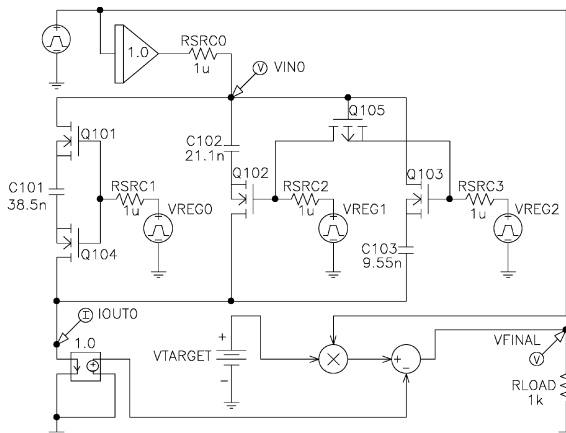 1.0
RSRC0
1u
V
VIN0
Q105
Q101
C102
21.1n
Q102
Q103
C101
38.5n
RSRC1
1u
VREG0
RSRC2
1u
VREG1
RSRC3
1u
VREG2
Q104
C103
9.55n
I
IOUT0
1.0
+
VTARGET
−
×
+
−
VFINAL
V
RLOAD
1k
+